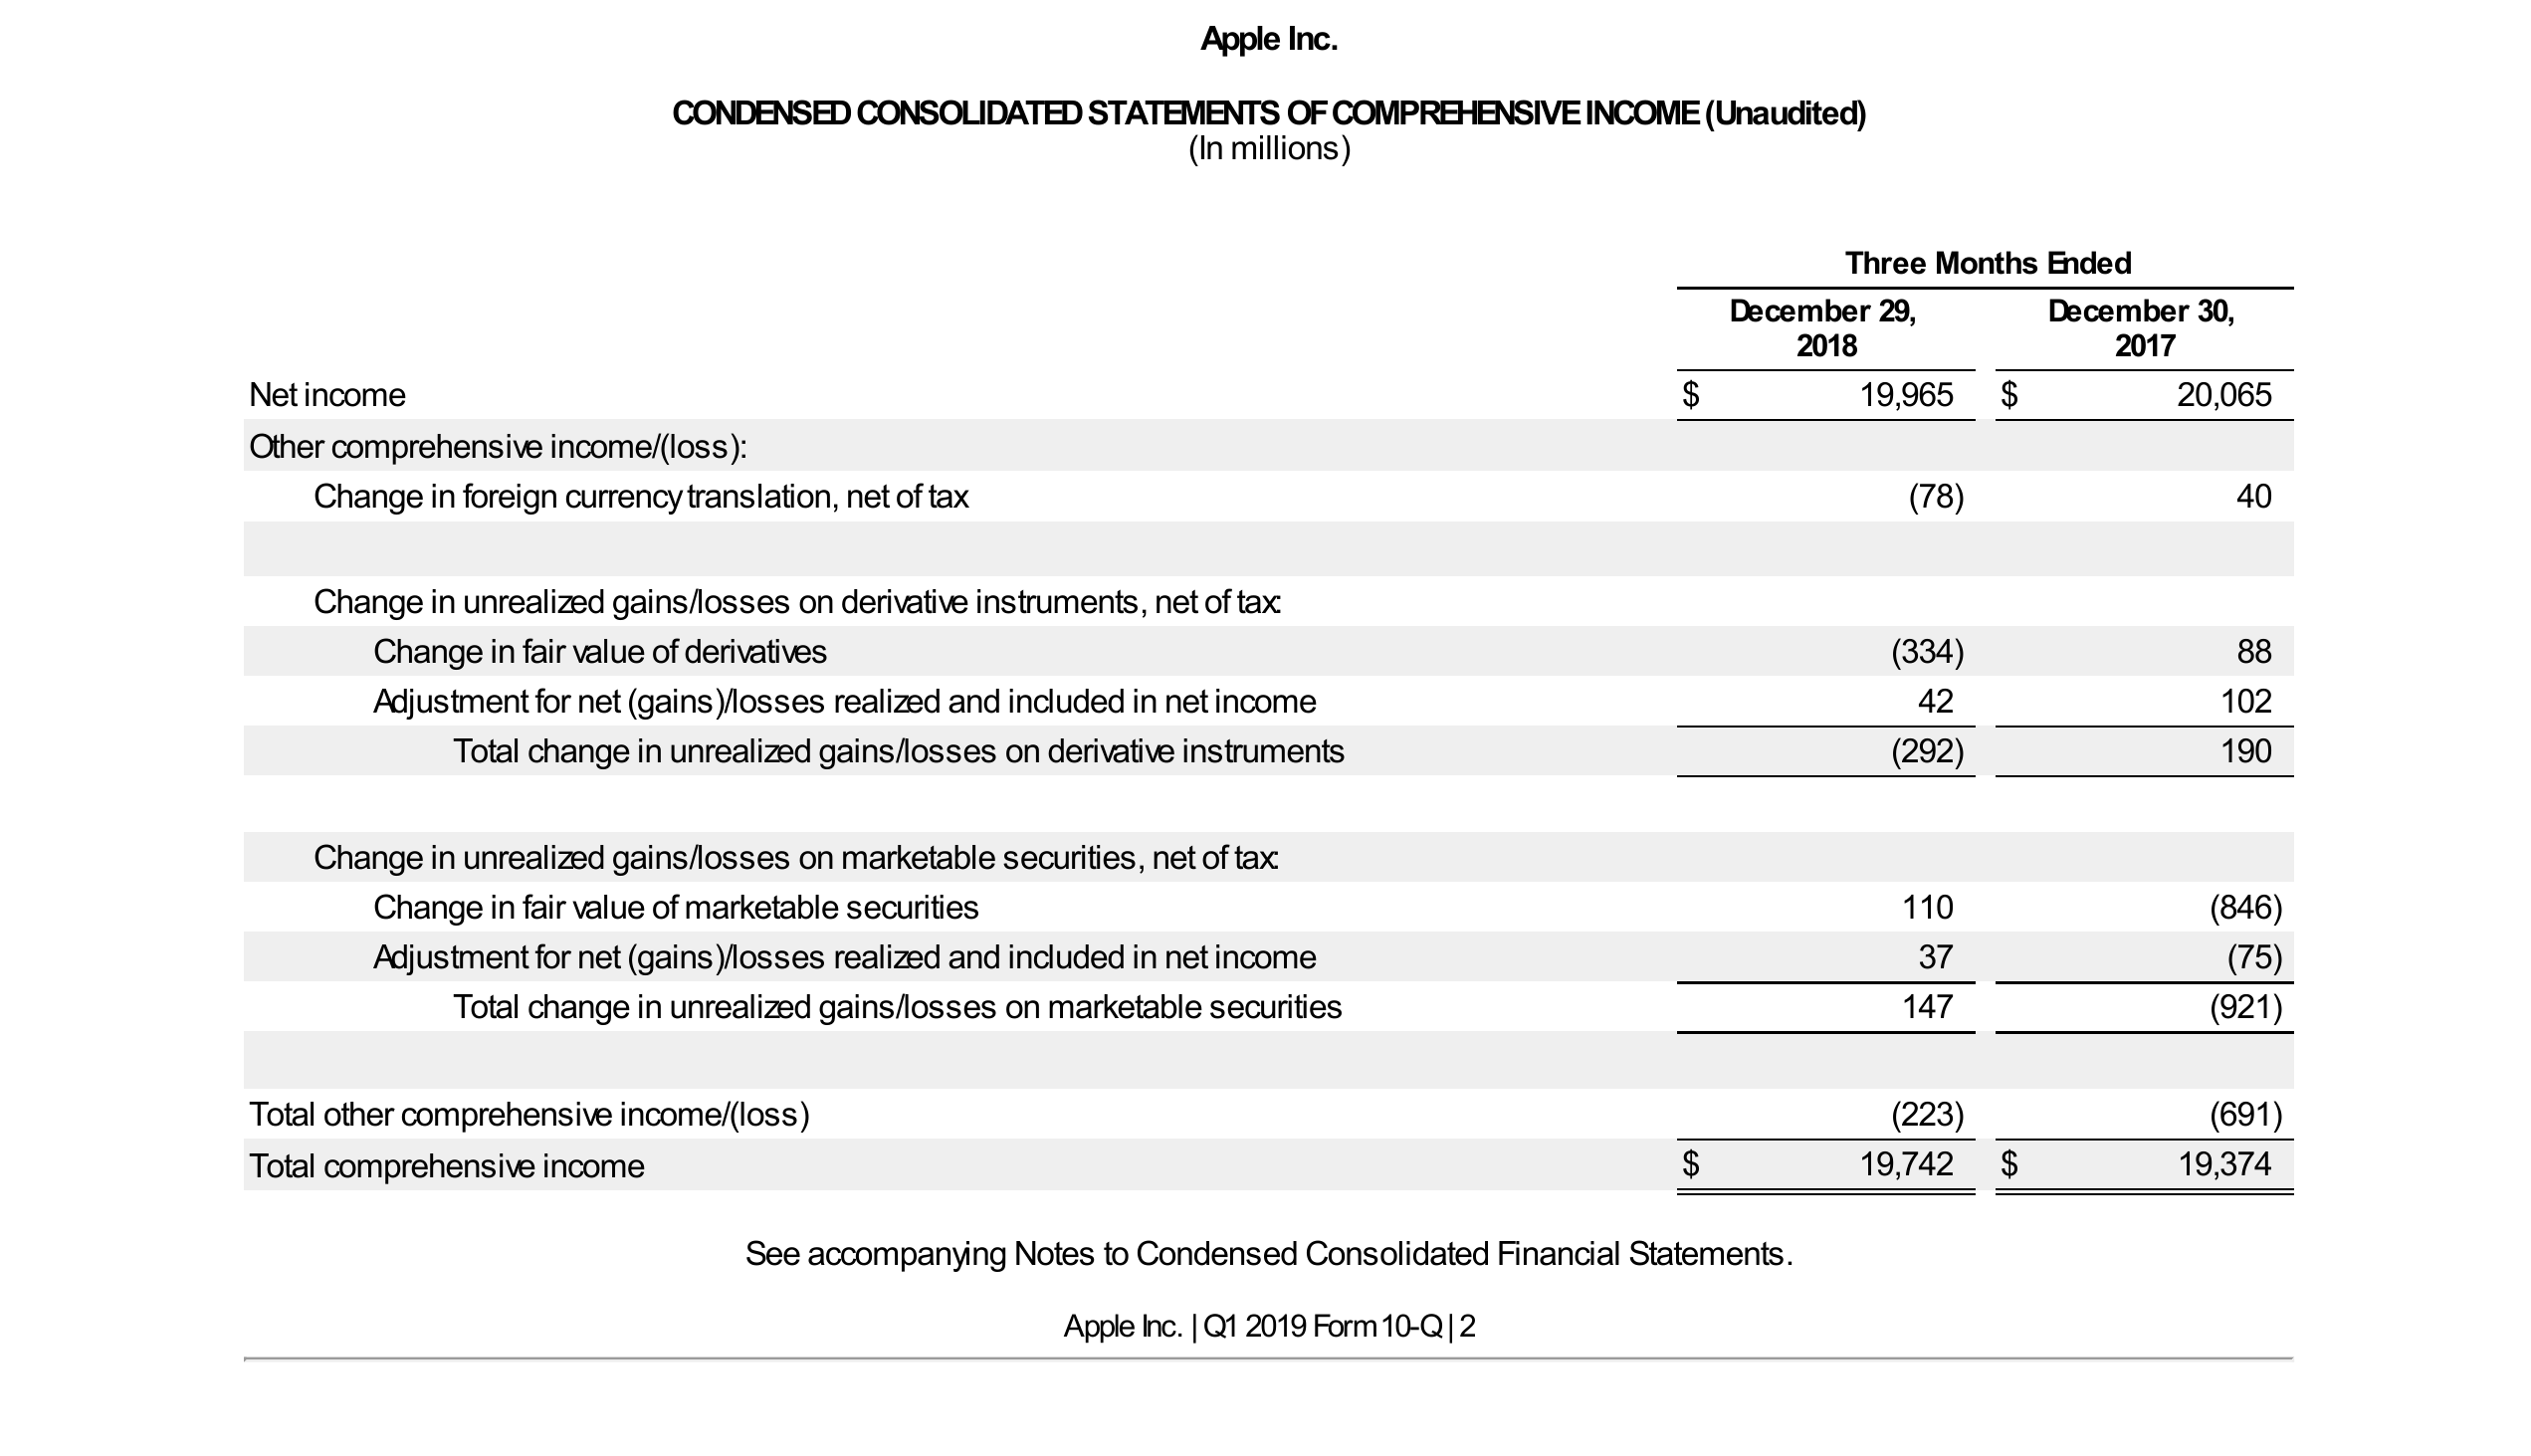 Apple Inc.
CONDENSED CONSOLIDATED STATEMENTS OF COMPREHENSIVE INCOME (Unaudited)
(In millions)
Three Months Ended
December 29, December 30,
2018 2017
Net income $ 19,965 $ 20,065
Other comprehensive income/(loss):
Change in foreign currency translation, net of tax (78) 40
Change in unrealized gains/losses on derivative instruments, net of tax:
Change in fair value of derivatives (334) 88
Adjustment for net (gains)/losses realized and included in net income 42 102
Total change in unrealized gains/losses on derivative instruments (292) 190
Change in unrealized gains/losses on marketable securities, net of tax:
Change in fair value of marketable securities 110 (846)
Adjustment for net (gains)/losses realized and included in net income 37 (75)
Total change in unrealized gains/losses on marketable securities 147 (921)
Total other comprehensive income/(loss) (223) (691)
Total comprehensive income $ 19,742 $ 19,374
See accompanying Notes to Condensed Consolidated Financial Statements.
Apple Inc. | Q1 2019 Form 10-Q | 2